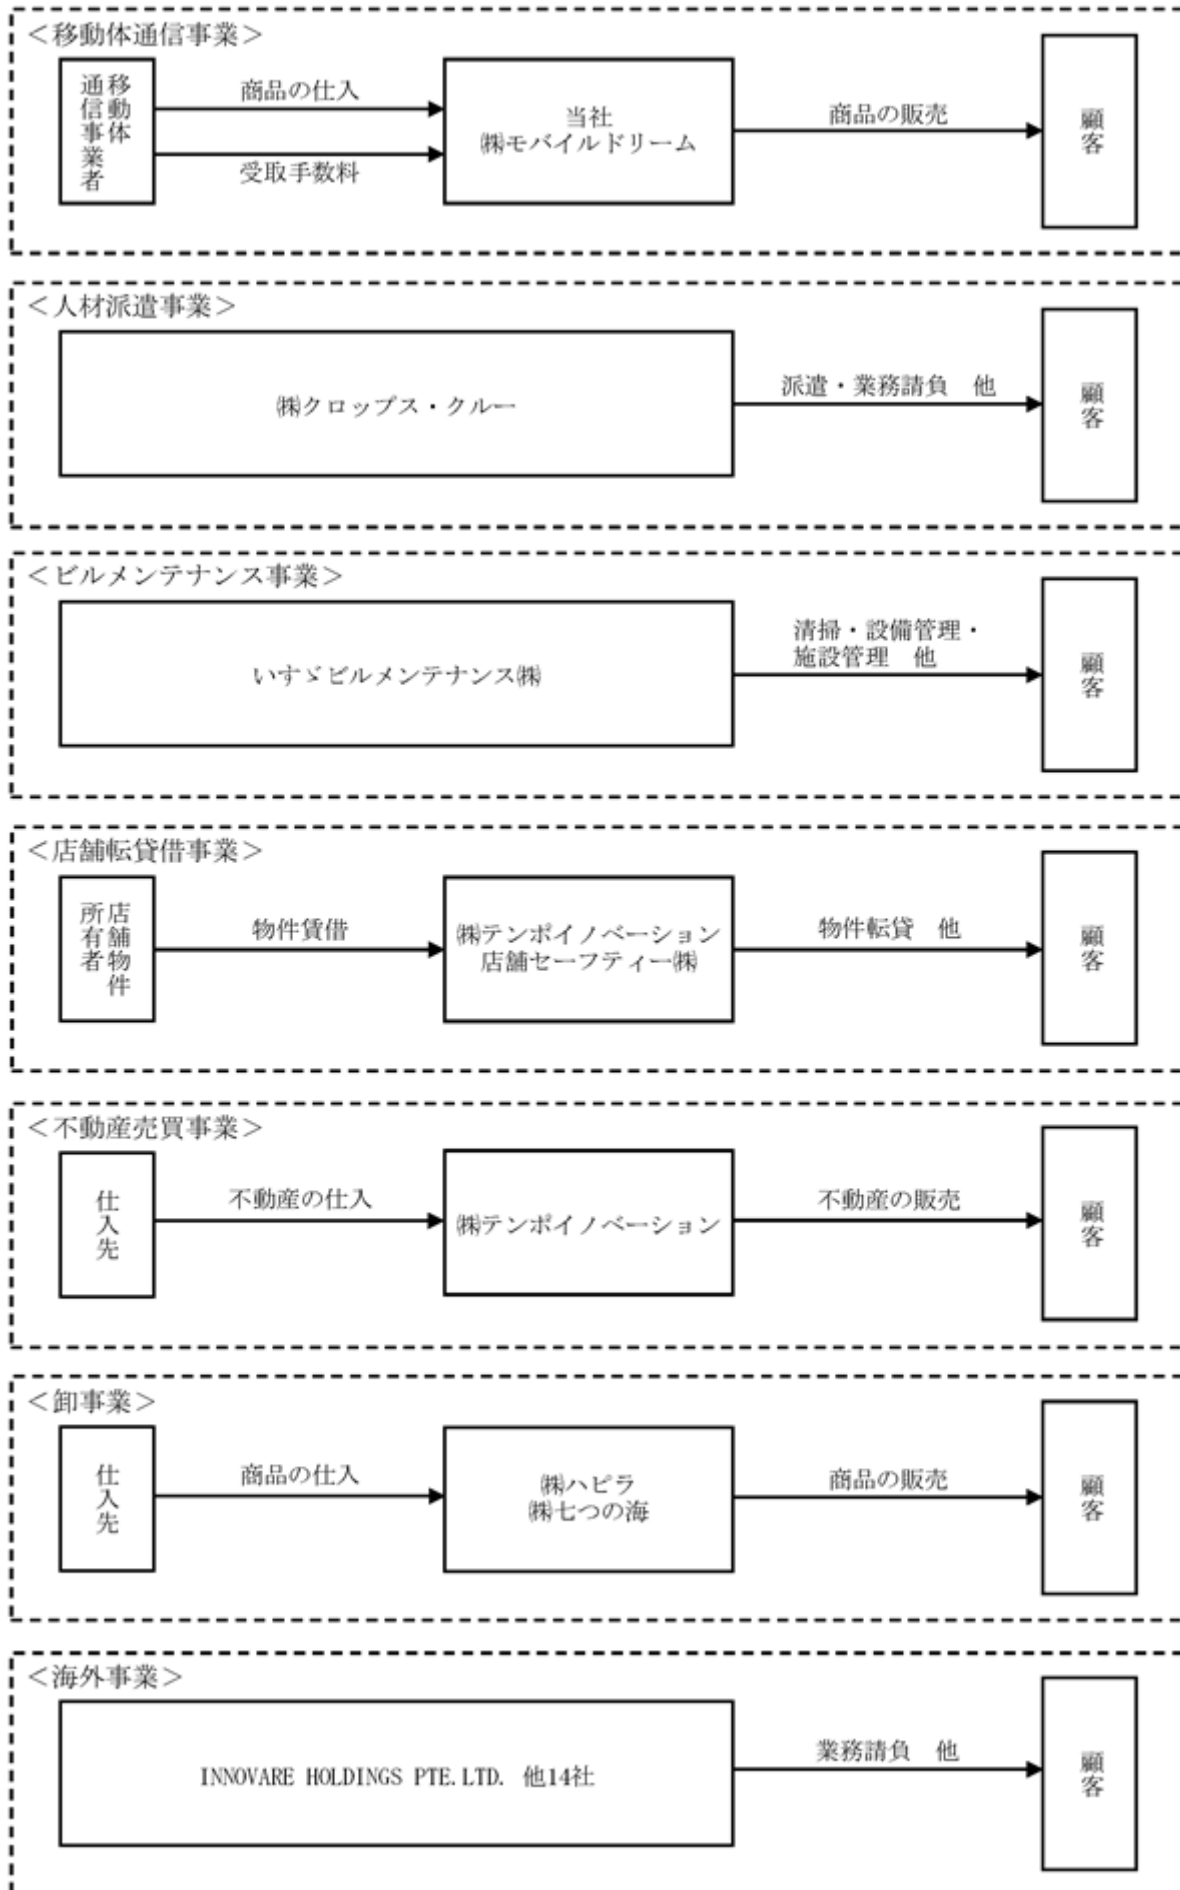 ＜移動体通信事業＞
移動体
通信事業者
商品の仕入
受取手数料
当社
㈱モバイルドリーム
商品の販売
顧客
＜人材派遣事業＞
㈱クロップス・クルー
派遣・業務請負　他
顧客
＜ビルメンテナンス事業＞
いすゞビルメンテナンス㈱
清掃・設備管理・
施設管理　他
顧客
＜店舗転貸借事業＞
店舗物件
所有者
物件賃借
㈱テンポイノベーション
店舗セーフティー㈱
物件転貸　他
顧客
＜不動産売買事業＞
仕入先
不動産の仕入
㈱テンポイノベーション
不動産の販売
顧客
＜卸事業＞
仕入先
商品の仕入
㈱ハピラ
㈱七つの海
商品の販売
顧客
＜海外事業＞
INNOVARE HOLDINGS PTE.LTD. 他14社
業務請負　他
顧客